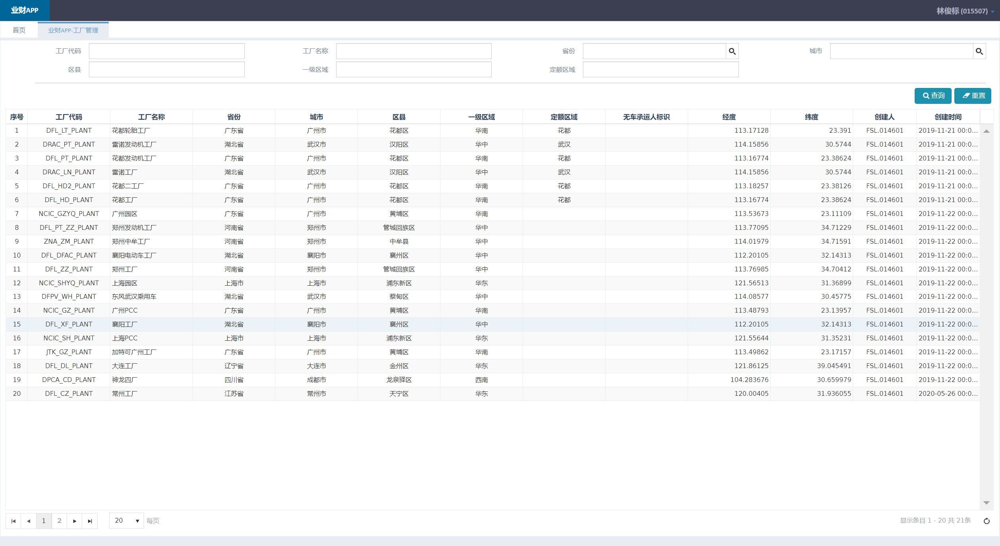 业财APP 林俊标 (015507)
首页 业财APP-工厂管理
工厂代码 工厂名称 省份 城市
区县 一级区域 定额区域
查询 重置
序号 工厂代码 工厂名称 省份 城市 区县 一级区域 定额区域 无车承运人标识 经度 纬度 创建人 创建时间
1 DFL_LT_PLANT 花都轮胎工厂 广东省 广州市 花都区 华南 花都 113.17128 23.391 FSL.014601 2019-11-21 00:0...
2 DRAC_PT_PLANT 雷诺发动机工厂 湖北省 武汉市 汉阳区 华中 武汉 114.15856 30.5744 FSL.014601 2019-11-21 00:0...
3 DFL_PT_PLANT 花都发动机工厂 广东省 广州市 花都区 华南 花都 113.16774 23.38624 FSL.014601 2019-11-21 00:0...
4 DRAC_LN_PLANT 雷诺工厂 湖北省 武汉市 汉阳区 华中 武汉 114.15856 30.5744 FSL.014601 2019-11-21 00:0...
5 DFL_HD2_PLANT 花都二工厂 广东省 广州市 花都区 华南 花都 113.18257 23.38126 FSL.014601 2019-11-21 00:0...
6 DFL_HD_PLANT 花都工厂 广东省 广州市 花都区 华南 花都 113.16774 23.38624 FSL.014601 2019-11-21 00:0...
7 NCIC_GZYQ_PLANT 广州园区 广东省 广州市 黄埔区 华南 113.53673 23.11109 FSL.014601 2019-11-22 00:0...
8 DFL_PT_ZZ_PLANT 郑州发动机工厂 河南省 郑州市 管城回族区 华中 113.77095 34.71229 FSL.014601 2019-11-22 00:0...
9 ZNA_ZM_PLANT 郑州中牟工厂 河南省 郑州市 中牟县 华中 114.01979 34.71591 FSL.014601 2019-11-22 00:0...
10 DFL_DFAC_PLANT 襄阳电动车工厂 湖北省 襄阳市 襄州区 华中 112.20105 32.14313 FSL.014601 2019-11-22 00:0...
11 DFL_ZZ_PLANT 郑州工厂 河南省 郑州市 管城回族区 华中 113.76985 34.70412 FSL.014601 2019-11-22 00:0...
12 NCIC_SHYQ_PLANT 上海园区 上海市 上海市 浦东新区 华东 121.56513 31.36899 FSL.014601 2019-11-22 00:0...
13 DFPV_WH_PLANT 东风武汉乘用车 湖北省 武汉市 蔡甸区 华中 114.08577 30.45775 FSL.014601 2019-11-22 00:0...
14 NCIC_GZ_PLANT 广州PCC 广东省 广州市 黄埔区 华南 113.48793 23.13957 FSL.014601 2019-11-22 00:0...
15 DFL_XF_PLANT 襄阳工厂 湖北省 襄阳市 襄州区 华中 112.20105 32.14313 FSL.014601 2019-11-22 00:0...
16 NCIC_SH_PLANT 上海PCC 上海市 上海市 浦东新区 华东 121.55644 31.35231 FSL.014601 2019-11-22 00:0...
17 JTK_GZ_PLANT 加特可广州工厂 广东省 广州市 黄埔区 华南 113.49862 23.17157 FSL.014601 2019-11-22 00:0...
18 DFL_DL_PLANT 大连工厂 辽宁省 大连市 金州区 华东 121.86125 39.045491 FSL.014601 2019-11-22 00:0...
19 DPCA_CD_PLANT 神龙四厂 四川省 成都市 龙泉驿区 西南 104.283676 30.659979 FSL.014601 2019-11-22 00:0...
20 DFL_CZ_PLANT 常州工厂 江苏省 常州市 天宁区 华东 120.00405 31.936055 FSL.014601 2020-05-26 00:0...
1 2 20 每页 显示条目 1 - 20 共 21条